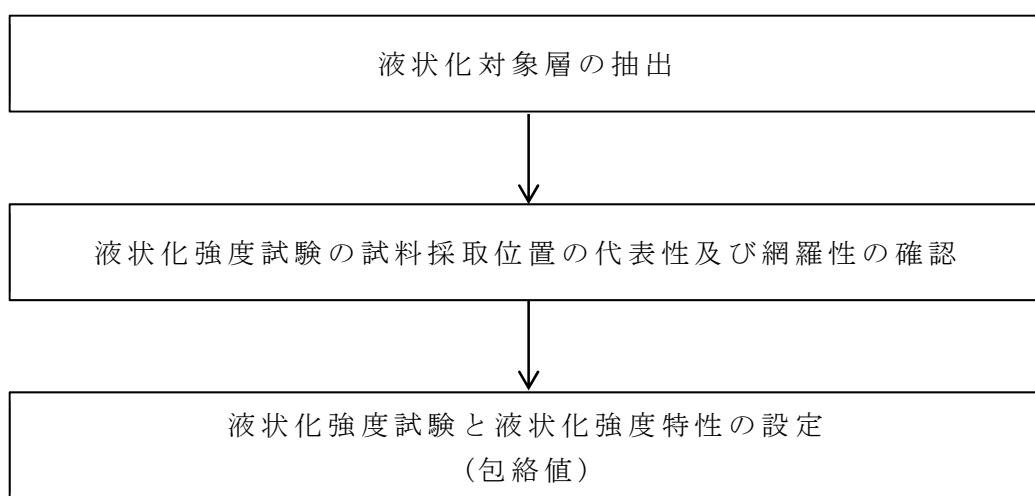 液状化対象層の抽出
液状化強度試験の試料採取位置の代表性及び網羅性の確認
液状化強度試験と液状化強度特性の設定
(包絡値)